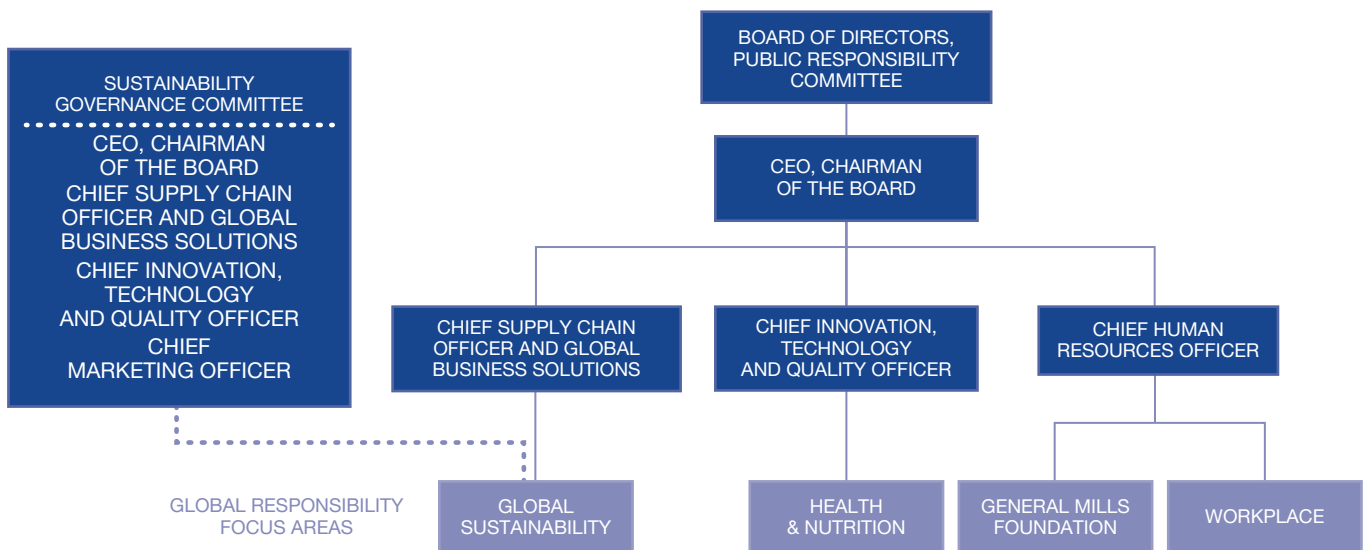 SUSTAINABILITY
GOVERNANCE COMMITTEE
CEO, CHAIRMAN
OF THE BOARD
CHIEF SUPPLY CHAIN
OFFICER AND GLOBAL
BUSINESS SOLUTIONS
CHIEF INNOVATION,
TECHNOLOGY
AND QUALITY OFFICER
CHIEF
MARKETING OFFICER
BOARD OF DIRECTORS,
PUBLIC RESPONSIBILITY
COMMITTEE
CEO, CHAIRMAN
OF THE BOARD
CHIEF SUPPLY CHAIN
OFFICER AND GLOBAL
BUSINESS SOLUTIONS
CHIEF INNOVATION,
TECHNOLOGY
AND QUALITY OFFICER
CHIEF HUMAN
RESOURCES OFFICER
GLOBAL RESPONSIBILITY
FOCUS AREAS
GLOBAL
SUSTAINABILITY
HEALTH
& NUTRITION
GENERAL MILLS
FOUNDATION
WORKPLACE